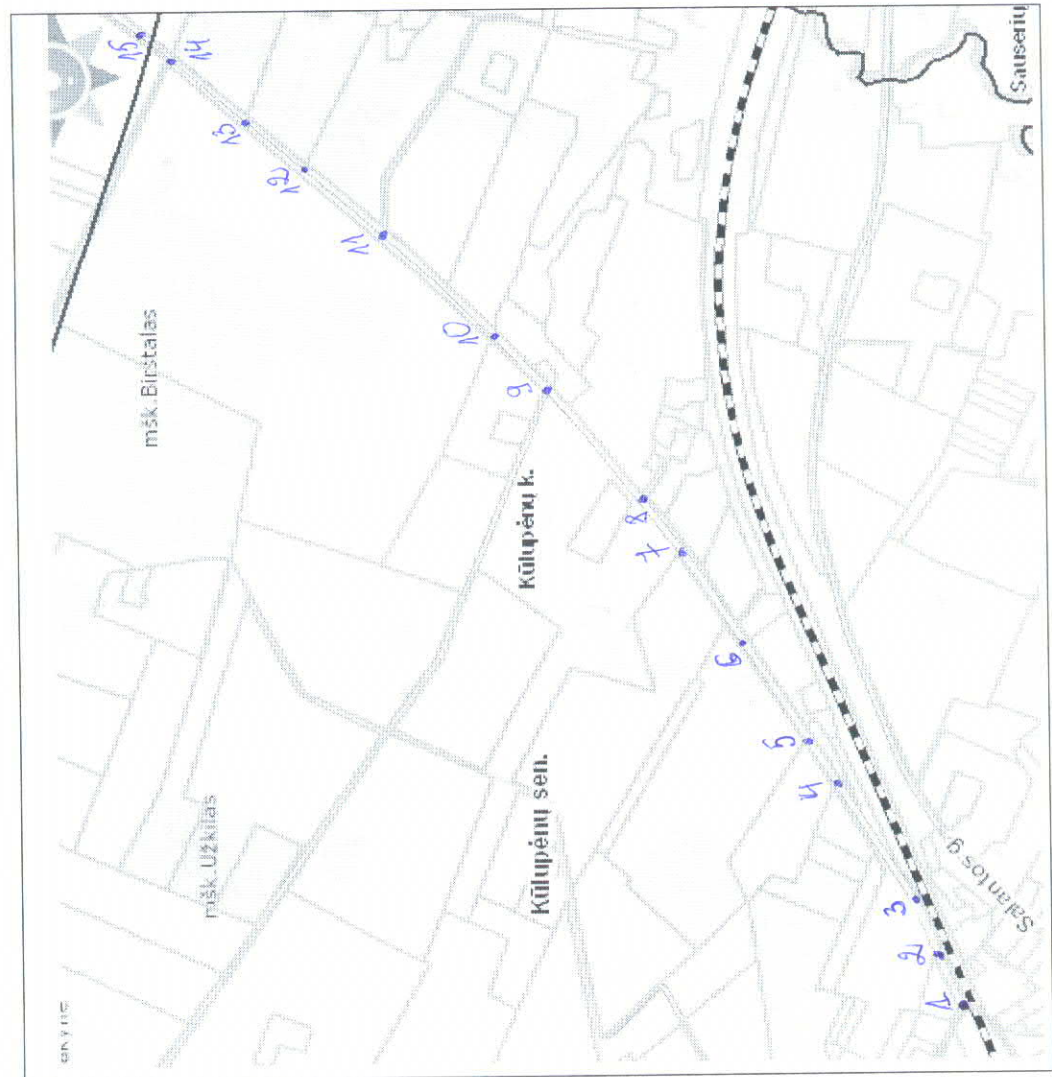 15
14
13
12
11
10
9
8
7
6
5
4
3
2
1
mšk. Birštalas
mšk. Užkilas
Kūlupėnų k.
Kūlupėnų sen.
Salantos g
Sauserių